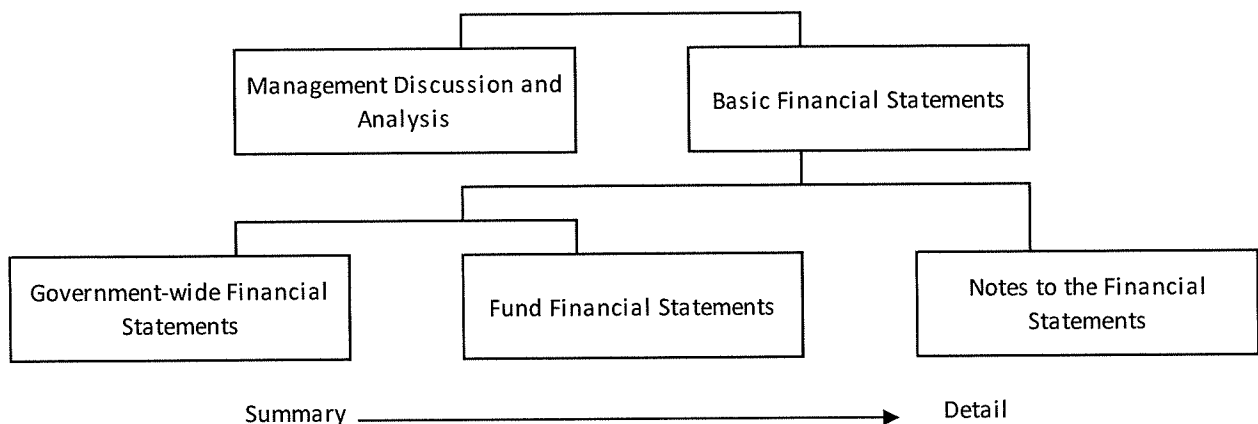 Management Discussion and
Analysis
Basic Financial Statements
Government-wide Financial
Statements
Fund Financial Statements
Notes to the Financial
Statements
Summary
Detail